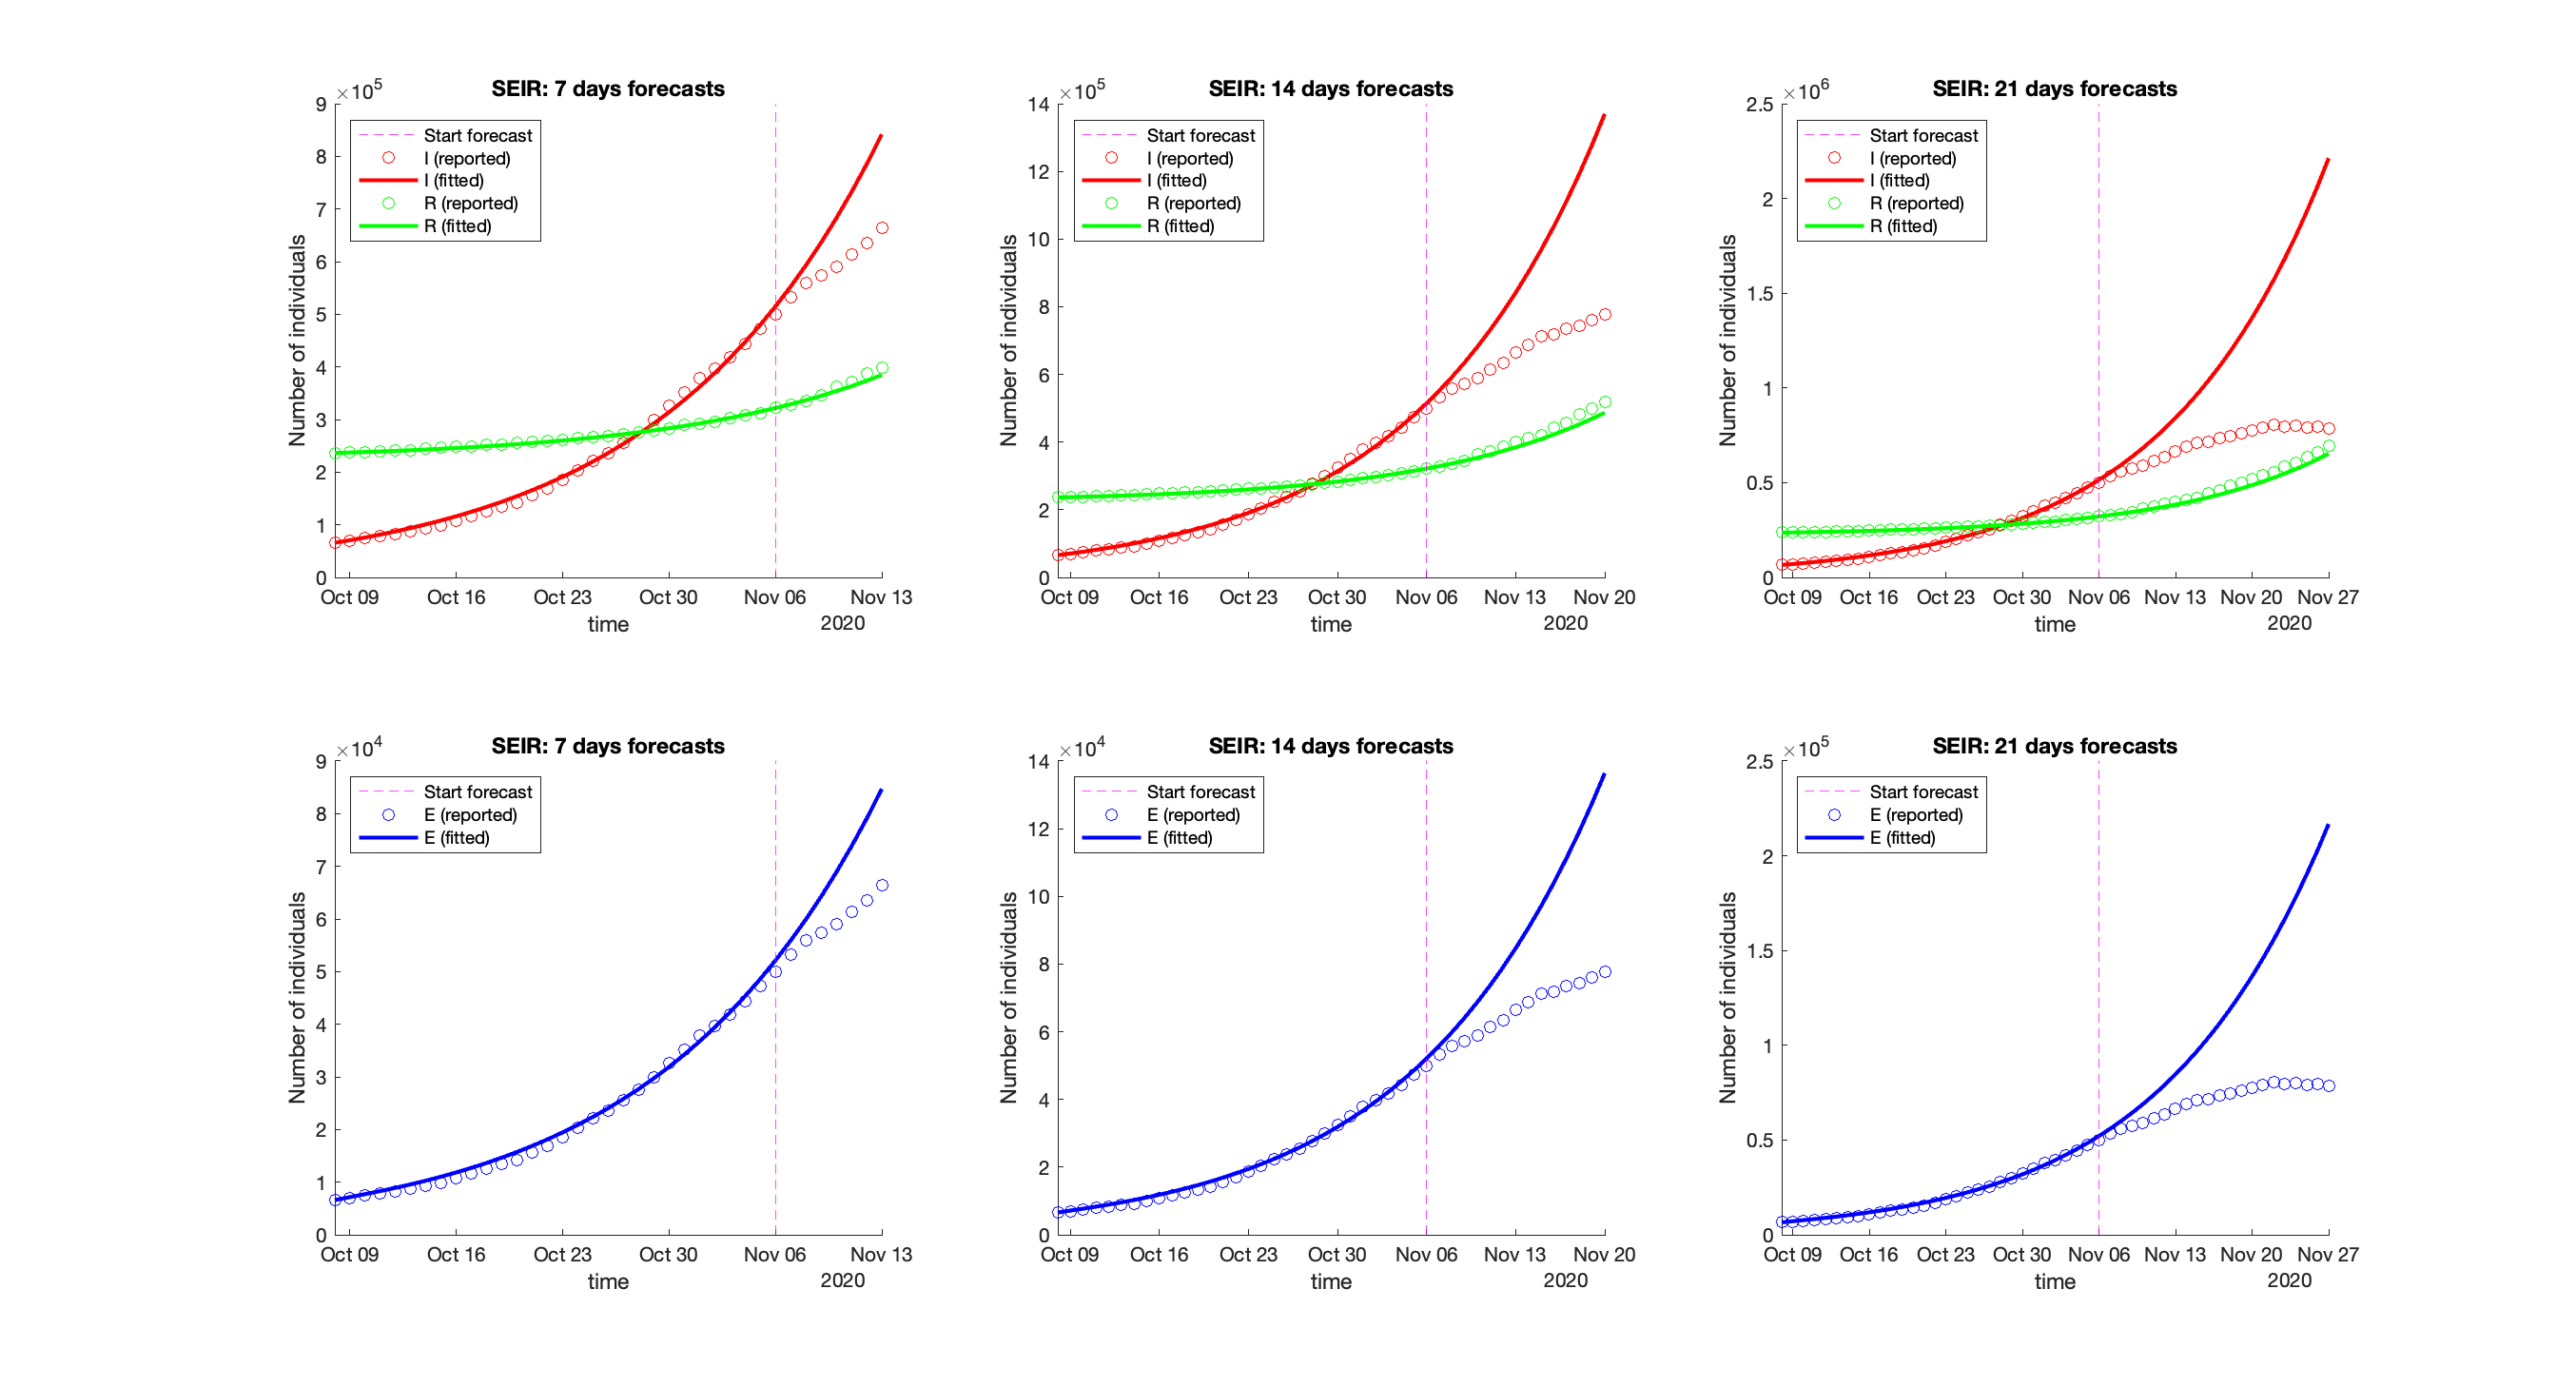 SEIR: 7 days forecasts
×10^5
9
8
7
6
5
4
3
2
1
0
Number of individuals
Start forecast
I (reported)
I (fitted)
R (reported)
R (fitted)
Oct 09 Oct 16 Oct 23 Oct 30 Nov 06 Nov 13
time 2020
SEIR: 14 days forecasts
×10^5
14
12
10
8
6
4
2
0
Number of individuals
Start forecast
I (reported)
I (fitted)
R (reported)
R (fitted)
Oct 09 Oct 16 Oct 23 Oct 30 Nov 06 Nov 13 Nov 20
time 2020
SEIR: 21 days forecasts
×10^6
2.5
2
1.5
1
0.5
0
Number of individuals
Start forecast
I (reported)
I (fitted)
R (reported)
R (fitted)
Oct 09 Oct 16 Oct 23 Oct 30 Nov 06 Nov 13 Nov 20 Nov 27
time 2020
SEIR: 7 days forecasts
×10^4
9
8
7
6
5
4
3
2
1
0
Number of individuals
Start forecast
E (reported)
E (fitted)
Oct 09 Oct 16 Oct 23 Oct 30 Nov 06 Nov 13
time 2020
SEIR: 14 days forecasts
×10^4
14
12
10
8
6
4
2
0
Number of individuals
Start forecast
E (reported)
E (fitted)
Oct 09 Oct 16 Oct 23 Oct 30 Nov 06 Nov 13 Nov 20
time 2020
SEIR: 21 days forecasts
×10^5
2.5
2
1.5
1
0.5
0
Number of individuals
Start forecast
E (reported)
E (fitted)
Oct 09 Oct 16 Oct 23 Oct 30 Nov 06 Nov 13 Nov 20 Nov 27
time 2020